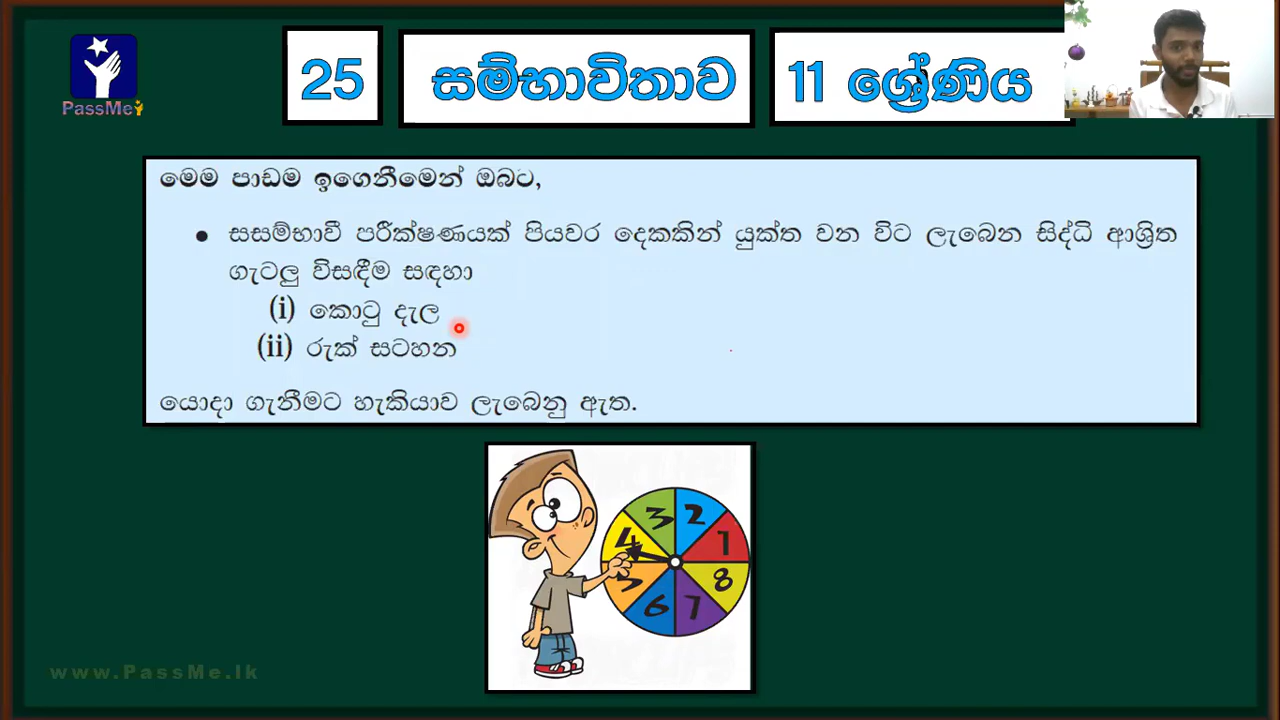 PassMe
25
සම්භාවිතාව
11 ශ්‍රේණිය
මෙම පාඩම ඉගෙනීමෙන් ඔබට,
● සසම්භාවී පරීක්ෂණයක් පියවර දෙකකින් යුක්ත වන විට ලැබෙන සිද්ධි ආශ්‍රිත
ගැටලු විසඳීම සඳහා
(i) කොටු දැල
(ii) රුක් සටහන
යොදා ගැනීමට හැකියාව ලැබෙනු ඇත.
3 2
4 1
5 8
6 7
www.PassMe.lk